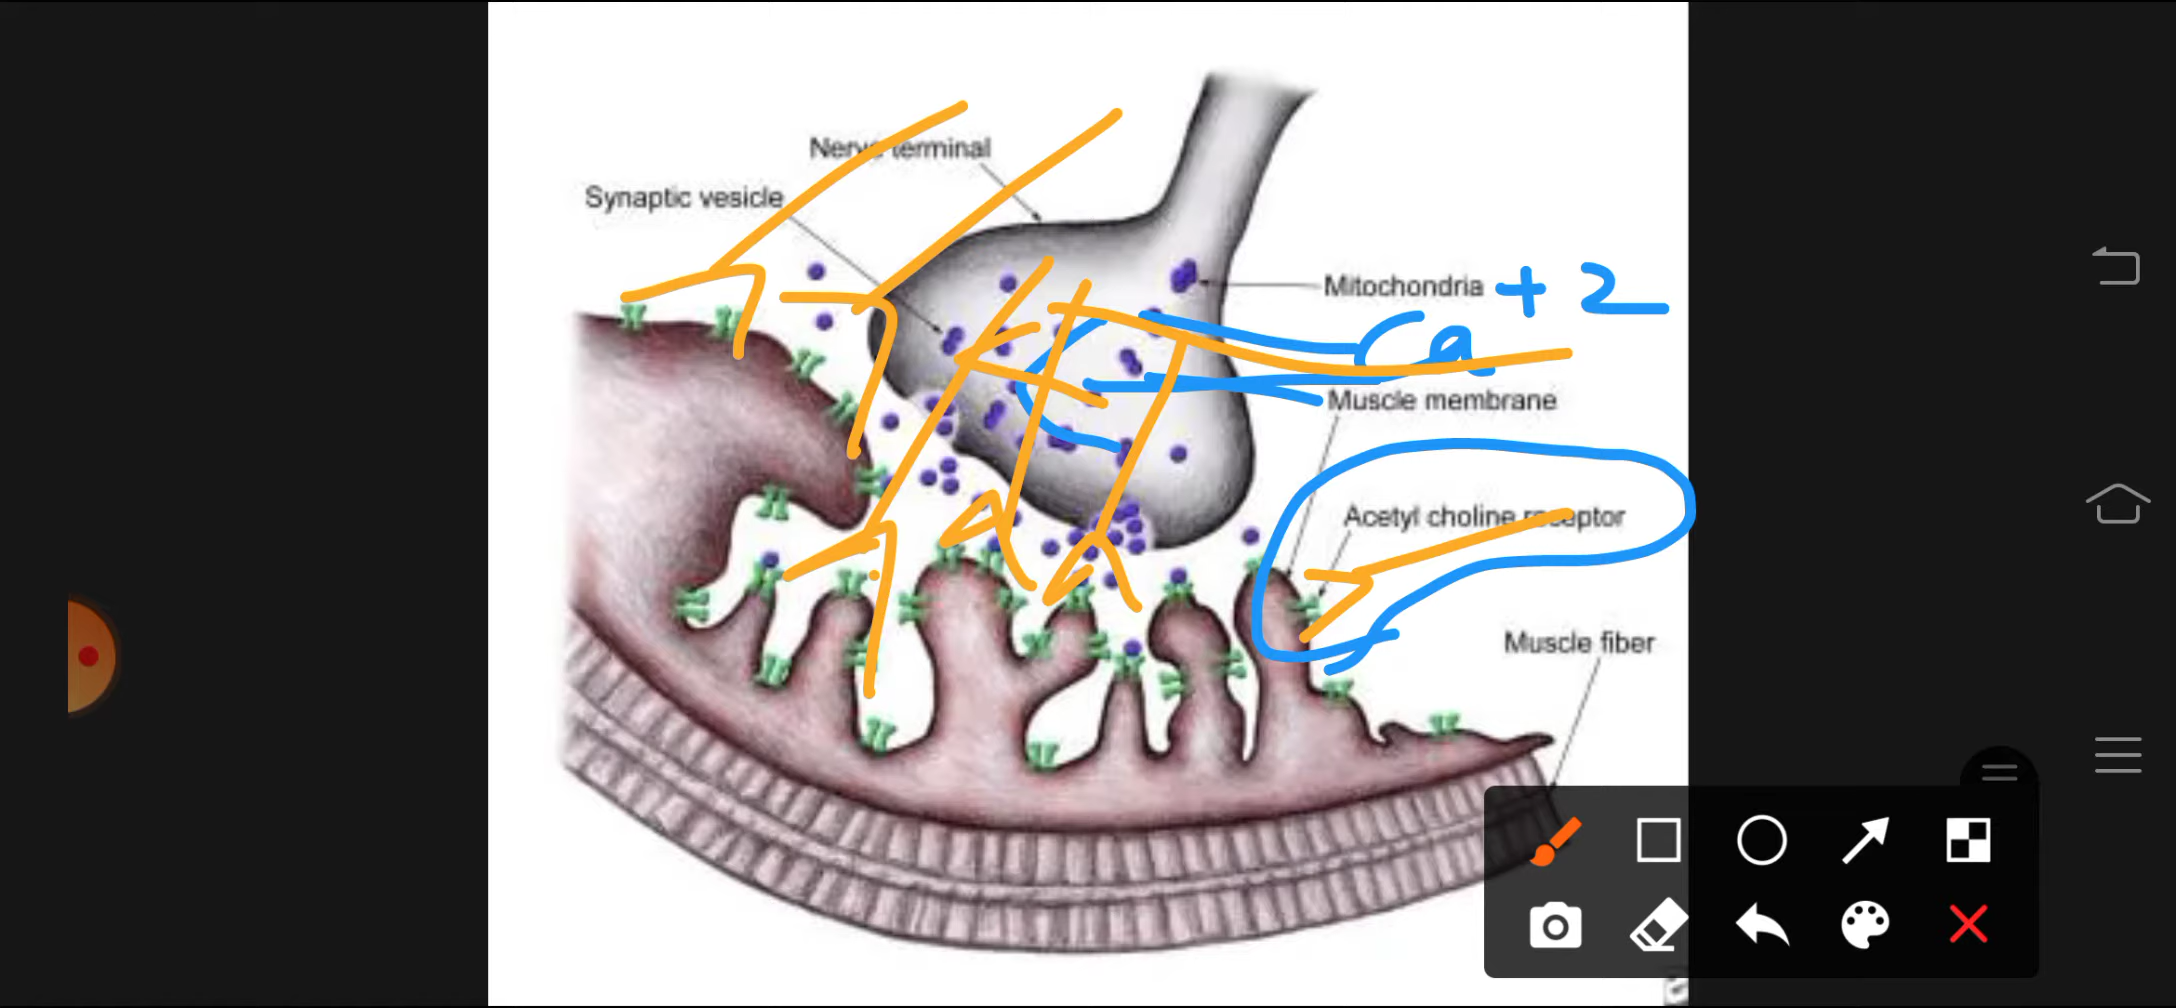 Nerve terminal
Synaptic vesicle
Mitochondria
+2
Ca
Muscle membrane
Acetyl choline receptor
Muscle fiber